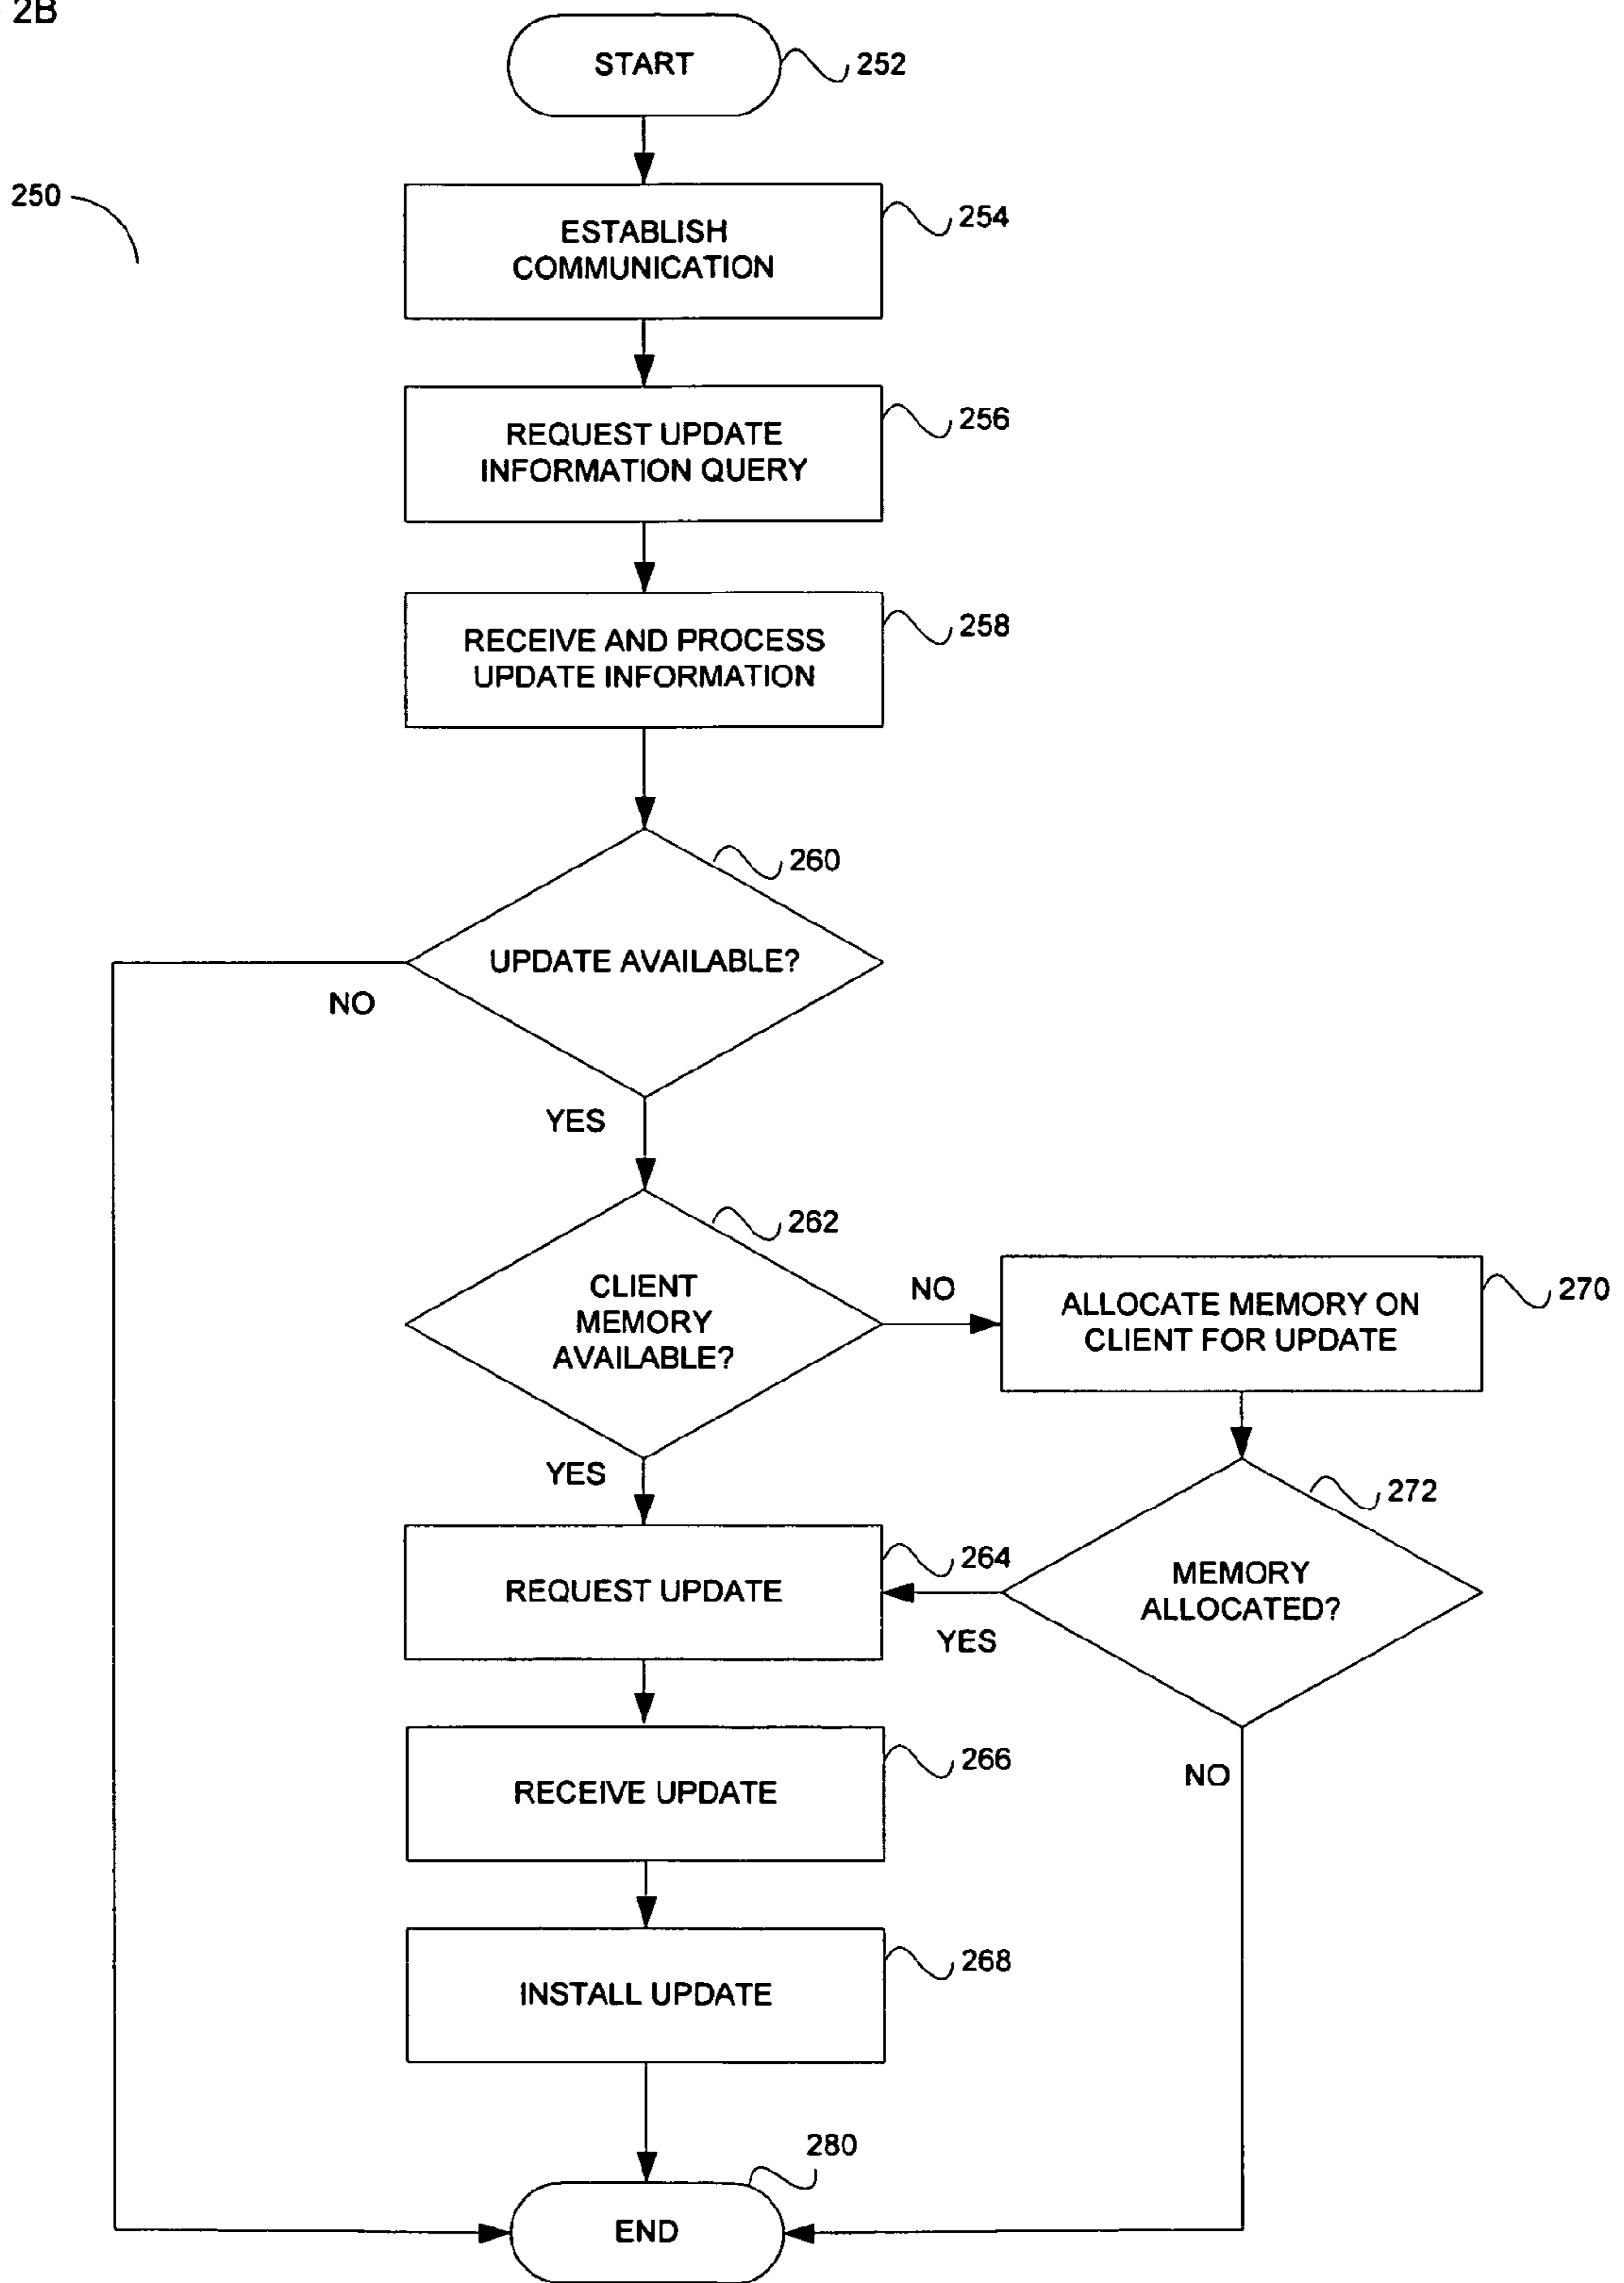 2B
START
252
250
ESTABLISH
COMMUNICATION
254
REQUEST UPDATE
INFORMATION QUERY
256
RECEIVE AND PROCESS
UPDATE INFORMATION
258
260
UPDATE AVAILABLE?
NO
YES
262
CLIENT
MEMORY
AVAILABLE?
NO
ALLOCATE MEMORY ON
CLIENT FOR UPDATE
270
YES
272
MEMORY
ALLOCATED?
264
REQUEST UPDATE
YES
266
RECEIVE UPDATE
NO
268
INSTALL UPDATE
280
END